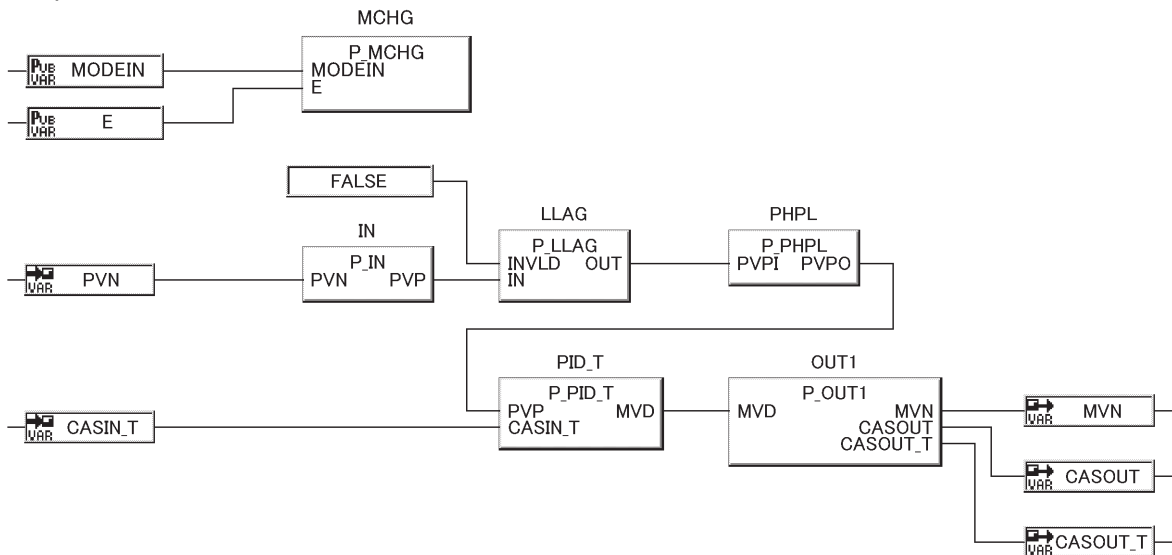 MCHG
P_MCHG
PUB VAR MODEIN
MODEIN
E
PUB VAR E
FALSE
LLAG
PHPL
IN
P_LLAG
INVLD OUT
IN
P_PHPL
PVPI PVPO
P_IN
PVN PVP
VAR PVN
PID_T
OUT1
P_PID_T
PVP MVD
CASIN_T
P_OUT1
MVD MVN
CASOUT
CASOUT_T
VAR CASIN_T
VAR MVN
VAR CASOUT
VAR CASOUT_T